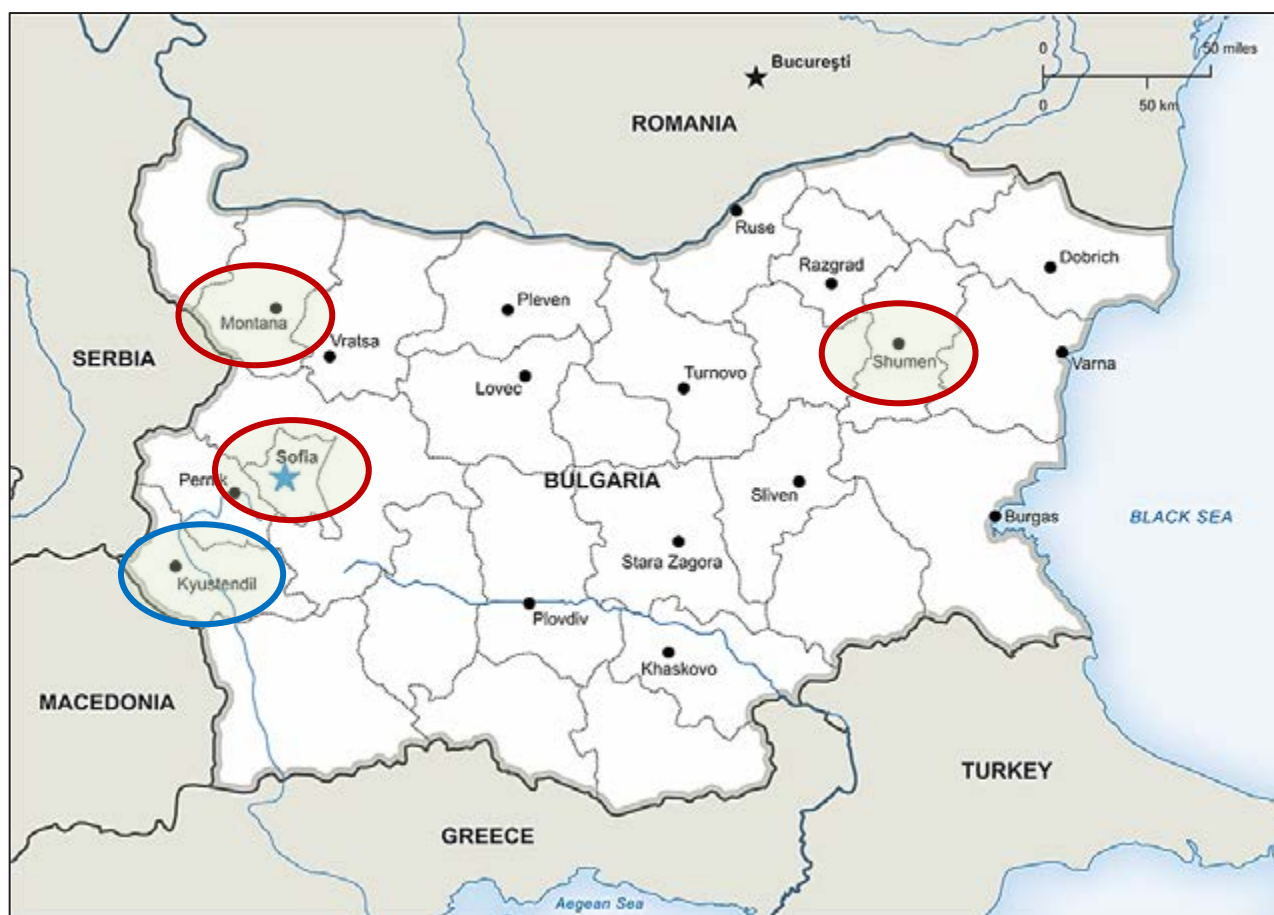 0 50 miles
0 50 km
Bucureşti
ROMANIA
Ruse
Razgrad
Dobrich
Pleven
Montana
Vratsa
SERBIA
Shumen
Varna
Lovec
Turnovo
Sofia
Pernik
BULGARIA
Sliven
Burgas
BLACK SEA
Stara Zagora
Kyustendil
Plovdiv
Khaskovo
MACEDONIA
TURKEY
GREECE
Aegean Sea